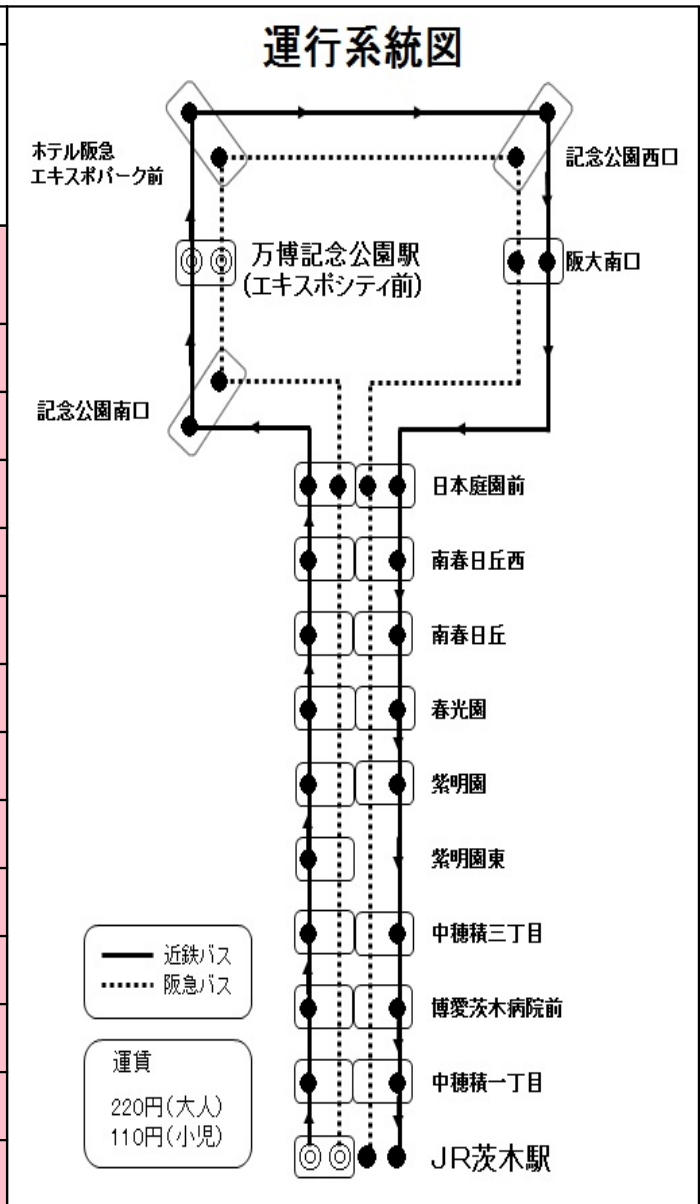 運行系統図
ホテル阪急
エキスポパーク前
記念公園西口
万博記念公園駅
(エキスポシティ前)
阪大南口
記念公園南口
日本庭園前
南春日丘西
南春日丘
春光園
紫明園
紫明園東
中穂積三丁目
博愛茨木病院前
中穂積一丁目
JR茨木駅
近鉄バス
阪急バス
運賃
220円(大人)
110円(小児)